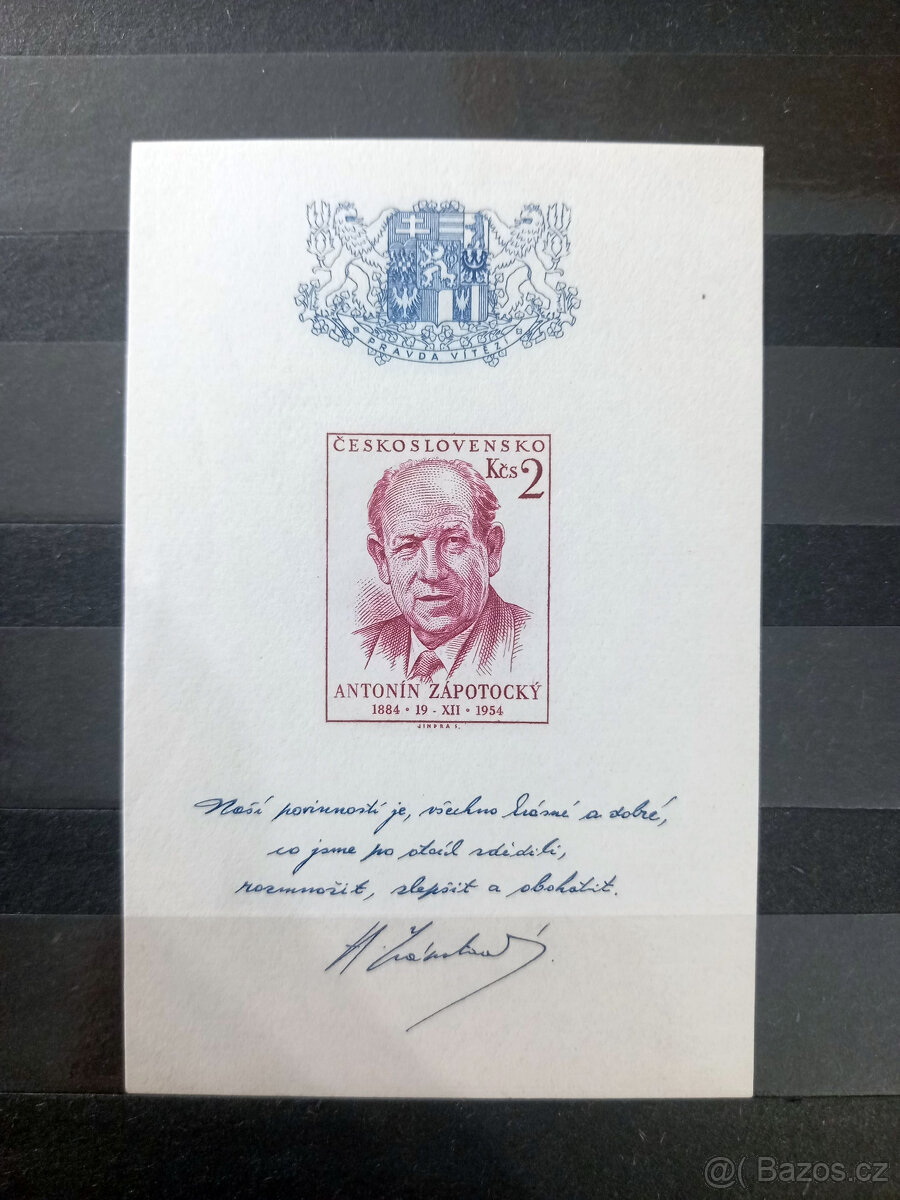 PRAVDA VÍTĚZÍ
ČESKOSLOVENSKO
Kčs 2
ANTONÍN ZÁPOTOCKÝ
1884 • 19 - XII • 1954
JINDRA S.
Naší povinností je, všechno krásné a dobré,
co jsme po otcích zdědili,
rozmnožit, zlepšit a obohatit.
A. Zápotocký
@ Bazos.cz